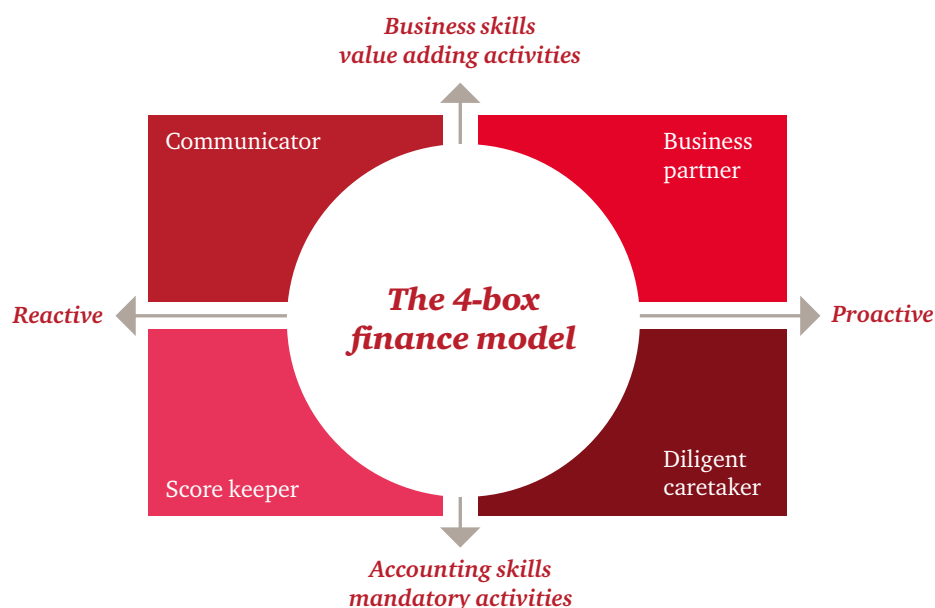 Business skills
value adding activities
Communicator
Business
partner
The 4-box
finance model
Reactive
Proactive
Score keeper
Diligent
caretaker
Accounting skills
mandatory activities